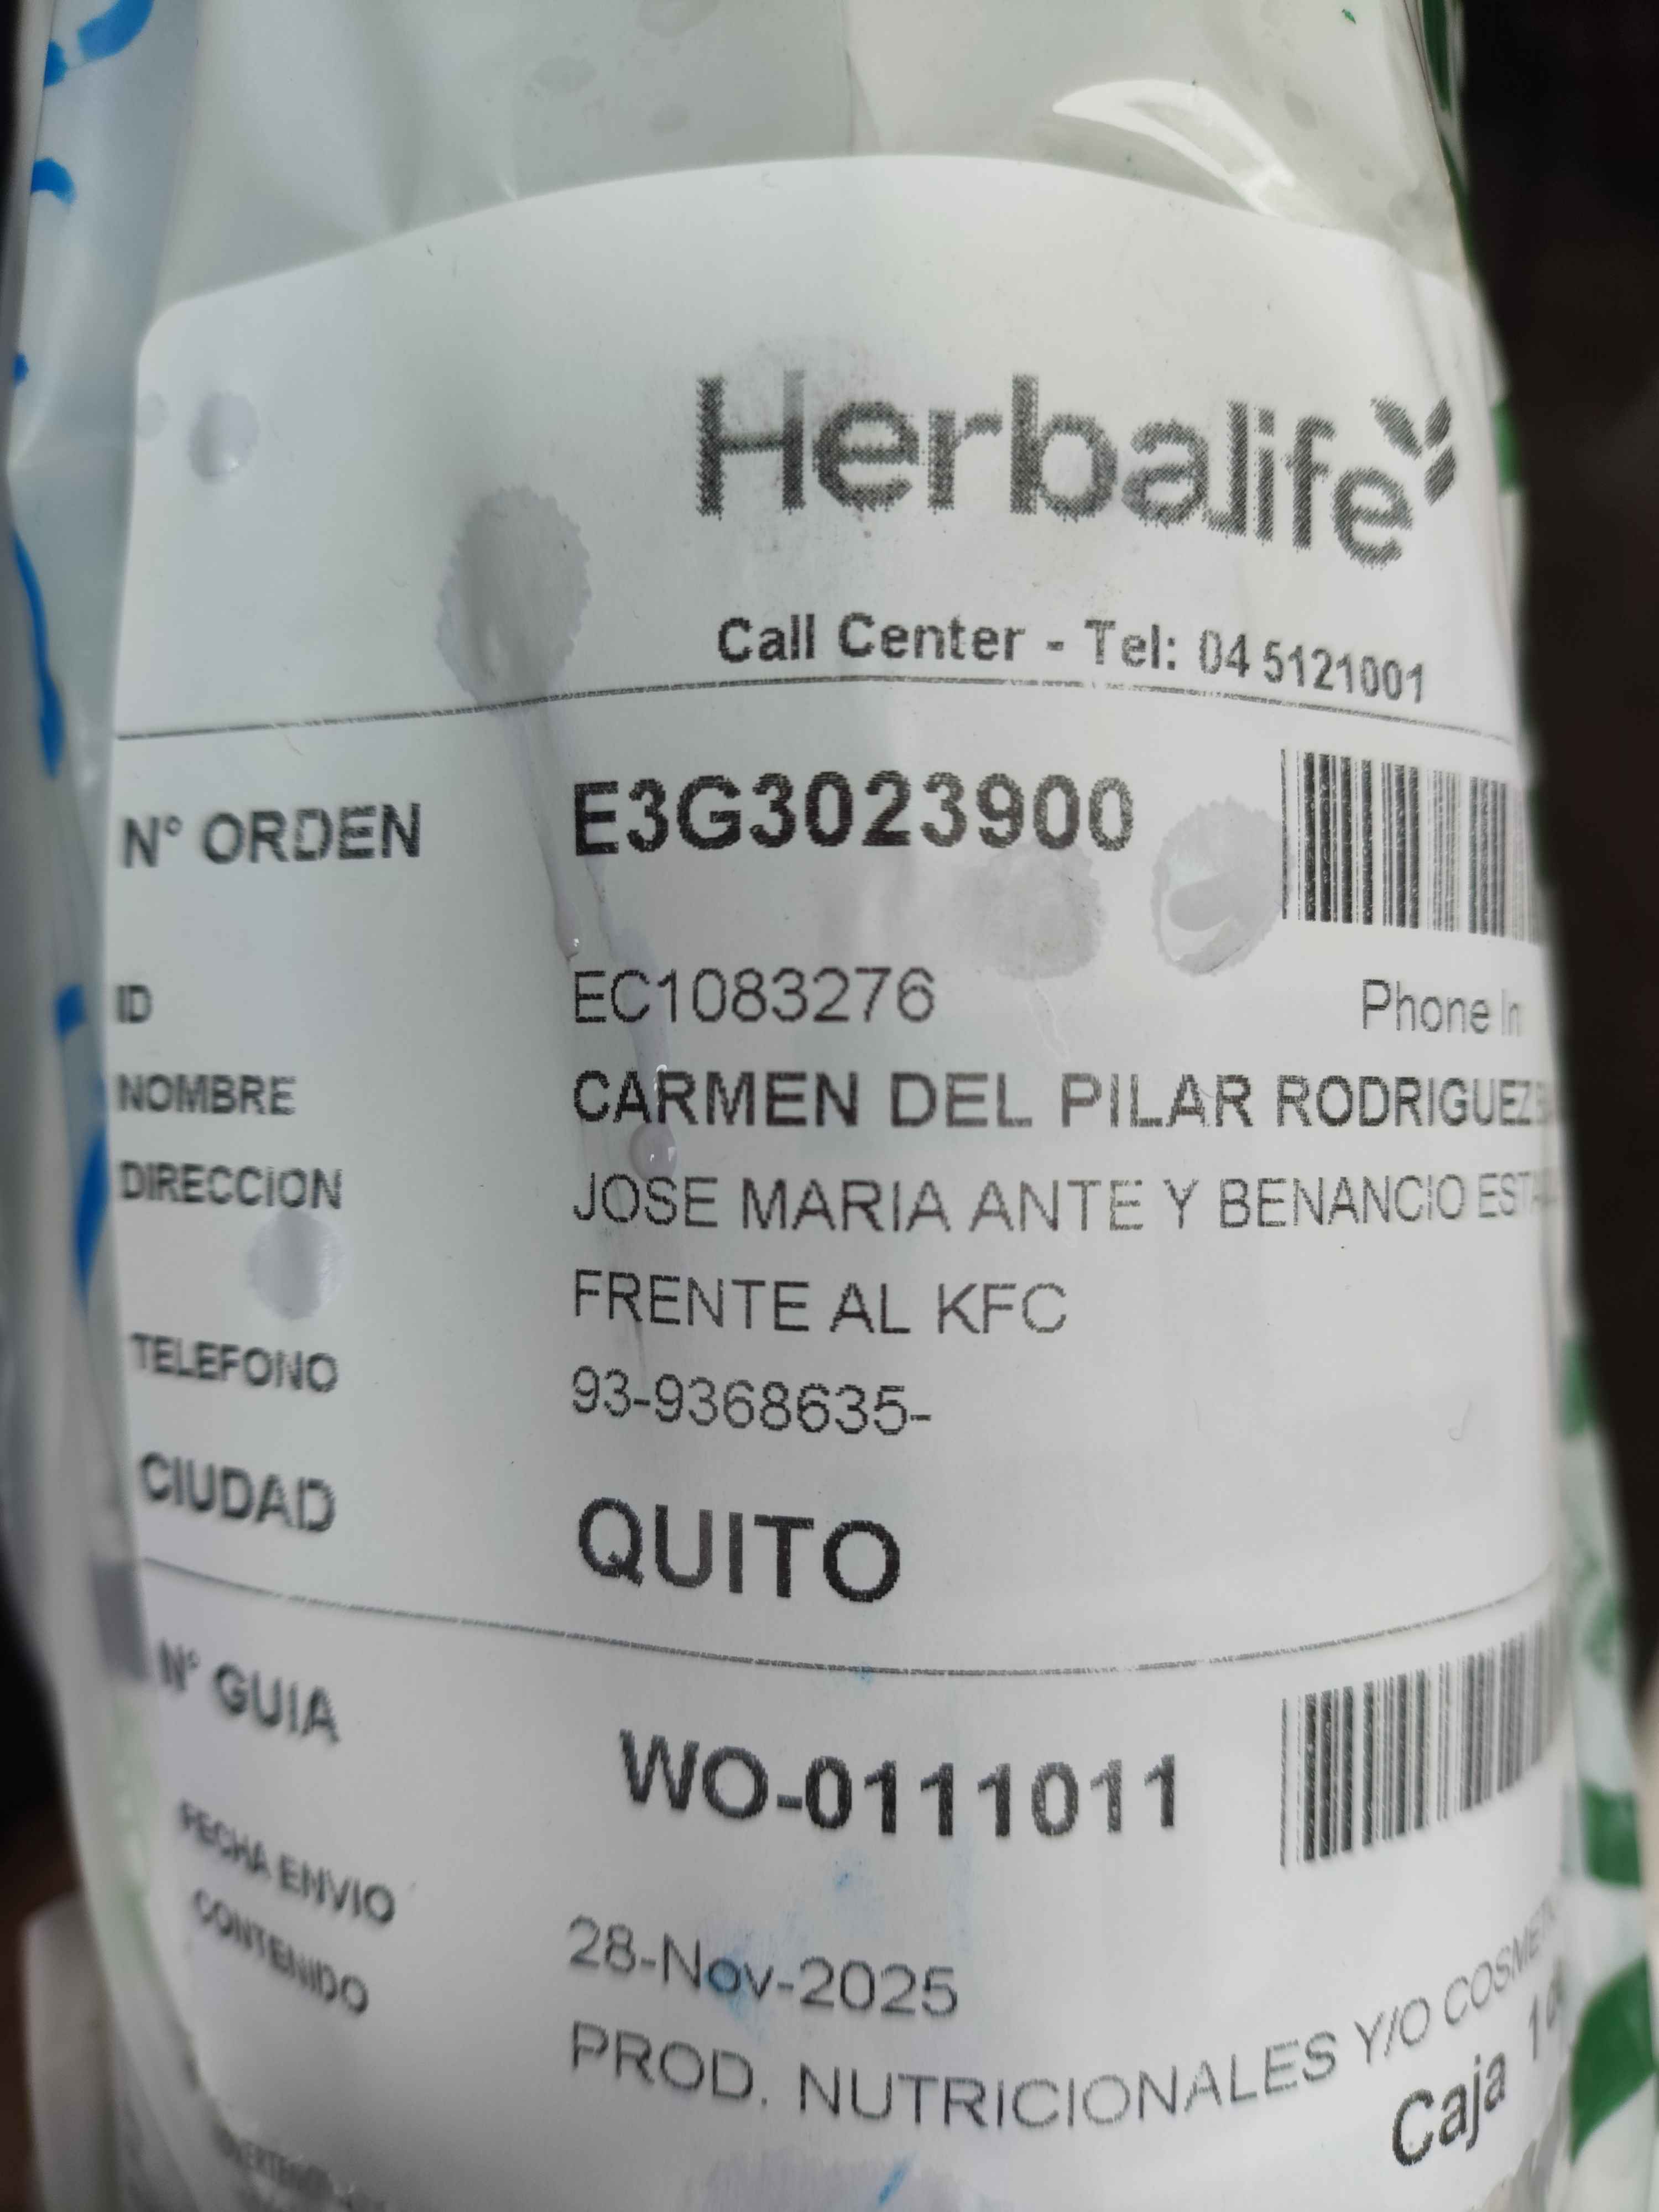 Herbalife
Call Center - Tel: 04 5121001
N° ORDEN E3G3023900
ID EC1083276 Phone In
NOMBRE CARMEN DEL PILAR RODRIGUEZ
DIRECCION JOSE MARIA ANTE Y BENANCIO
FRENTE AL KFC
TELEFONO 93-9368635-
CIUDAD QUITO
N° GUIA WO-0111011
FECHA ENVIO 28-Nov-2025
CONTENIDO PROD. NUTRICIONALES Y/O
Caja 1